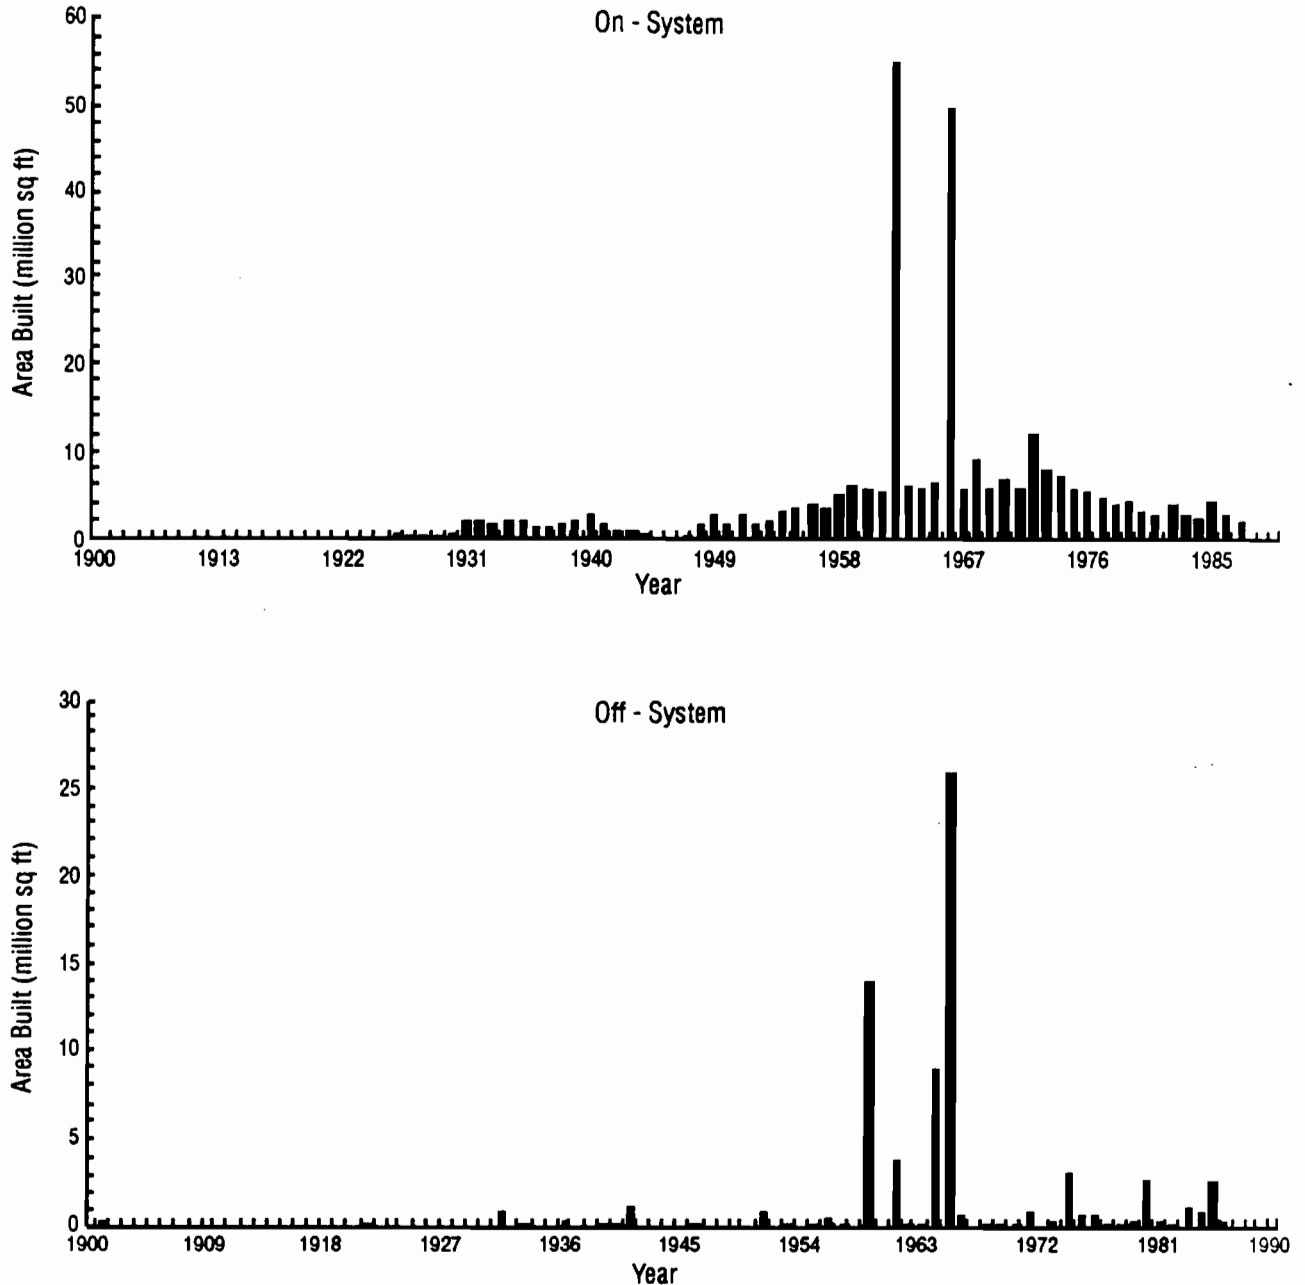 On - System
60
50
40
30
20
10
0
Area Built (million sq ft)
1900 1913 1922 1931 1940 1949 1958 1967 1976 1985
Year
Off - System
30
25
20
15
10
5
0
Area Built (million sq ft)
1900 1909 1918 1927 1936 1945 1954 1963 1972 1981 1990
Year